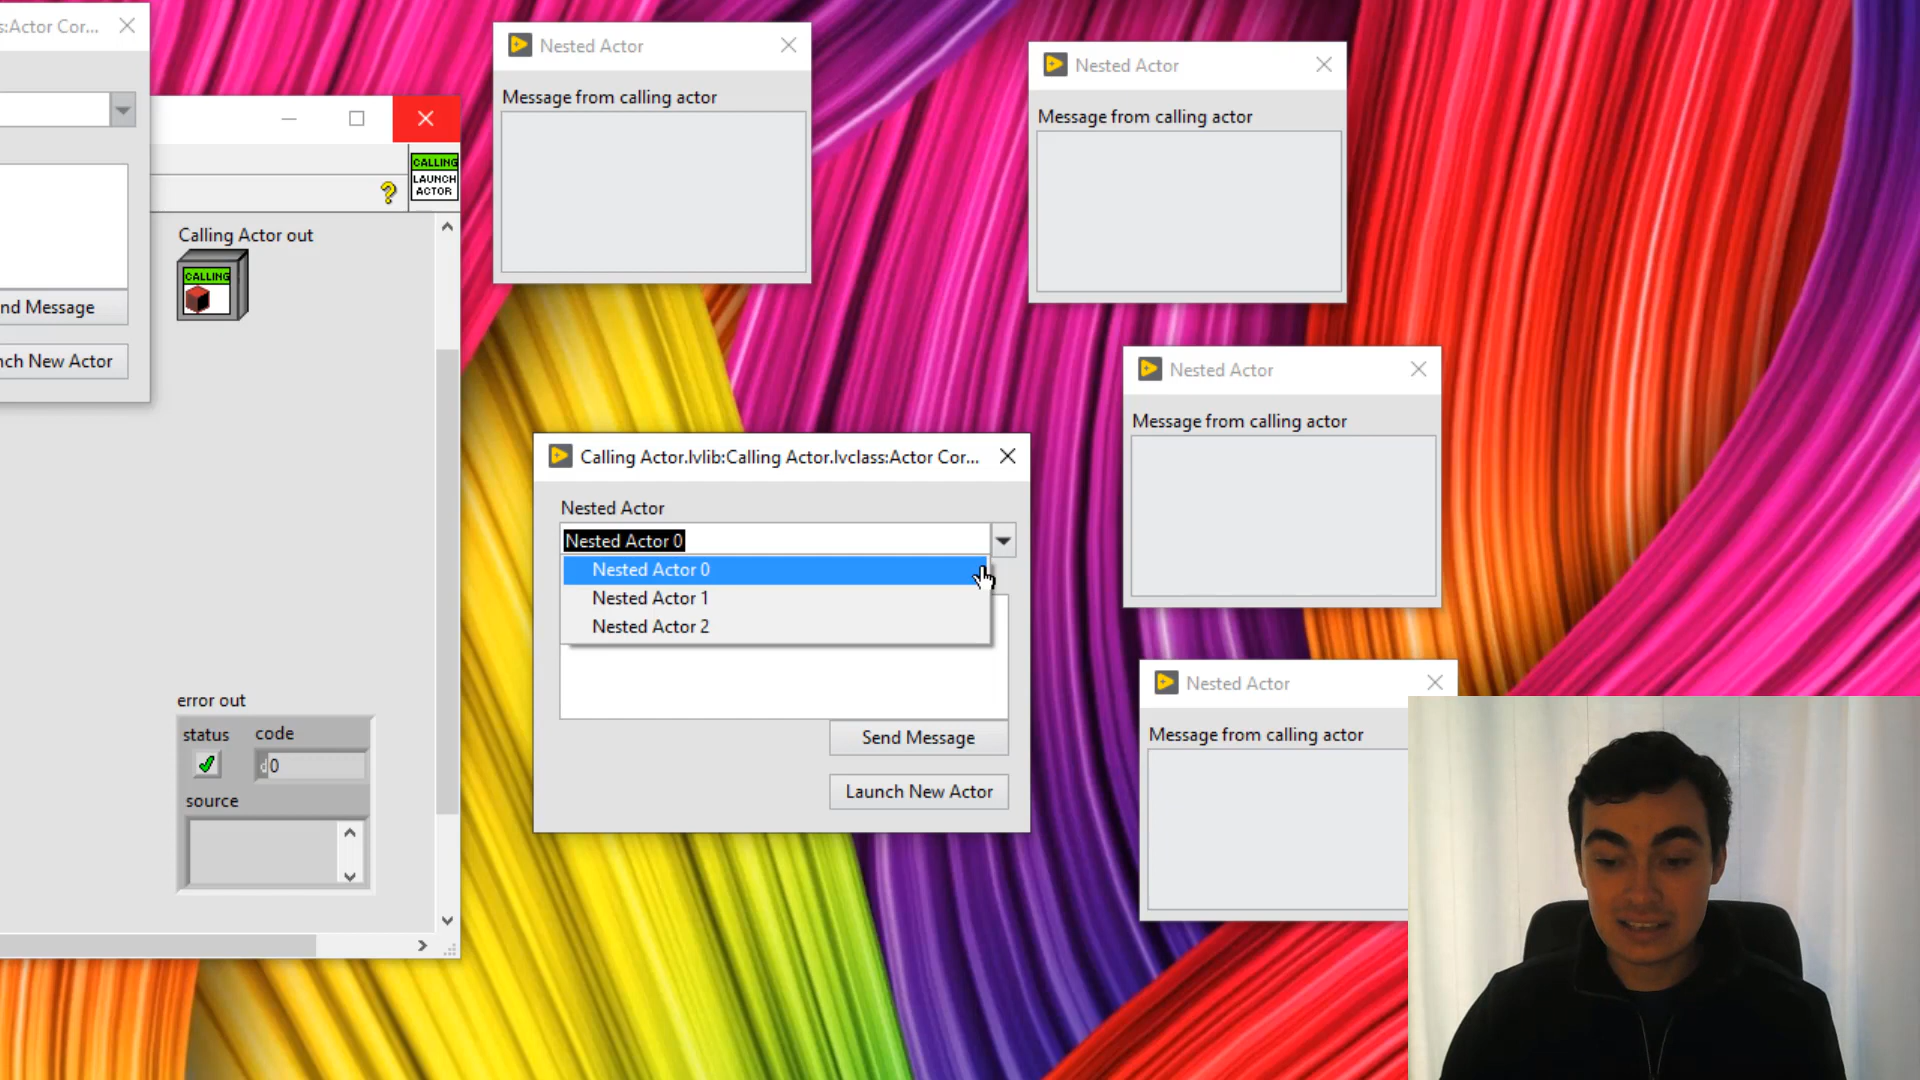 s:Actor Cor...
nd Message
nch New Actor
CALLING
LAUNCH
ACTOR
Calling Actor out
CALLING
error out
status
code
d0
source
Nested Actor
Message from calling actor
Nested Actor
Message from calling actor
Nested Actor
Message from calling actor
Calling Actor.lvlib:Calling Actor.lvclass:Actor Cor...
Nested Actor
Nested Actor 0
Nested Actor 0
Nested Actor 1
Nested Actor 2
Send Message
Launch New Actor
Nested Actor
Message from calling actor